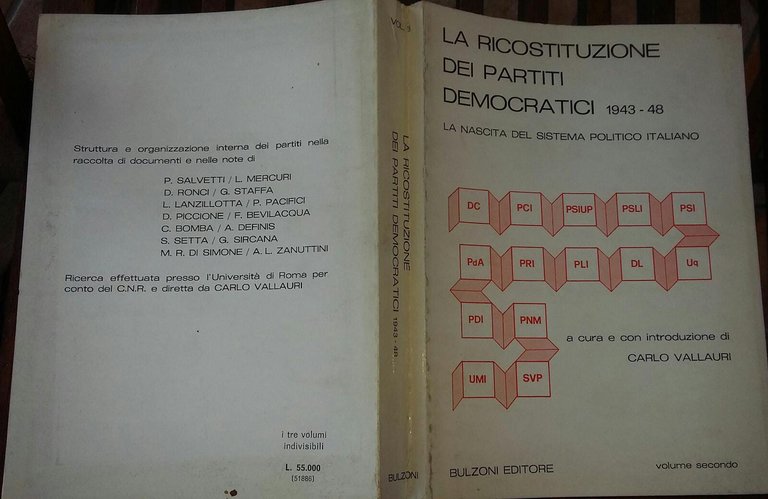 Struttura e organizzazione interna dei partiti nella
raccolta di documenti e nelle note di
P. SALVETTI / L. MERCURI
D. RONCI / G. STAFFA
L. LANZILLOTTA / P. PACIFICI
D. PICCIONE / F. BEVILACQUA
C. BOMBA / A. DEFINIS
S. SETTA / G. SIRCANA
M. R. DI SIMONE / A. L. ZANUTTINI
Ricerca effettuata presso l'Università di Roma per
conto del C.N.R. e diretta da CARLO VALLAURI
i tre volumi
indivisibili
L. 55.000
(51886)
VOL.
LA RICOSTITUZIONE
DEI PARTITI DEMOCRATICI 1943-48
BULZONI
LA RICOSTITUZIONE
DEI PARTITI
DEMOCRATICI 1943-48
LA NASCITA DEL SISTEMA POLITICO ITALIANO
DC PCI PSIUP PSLI PSI
PdA PRI PLI DL Uq
PDI PNM
UMI SVP
a cura e con introduzione di
CARLO VALLAURI
BULZONI EDITORE
volume secondo